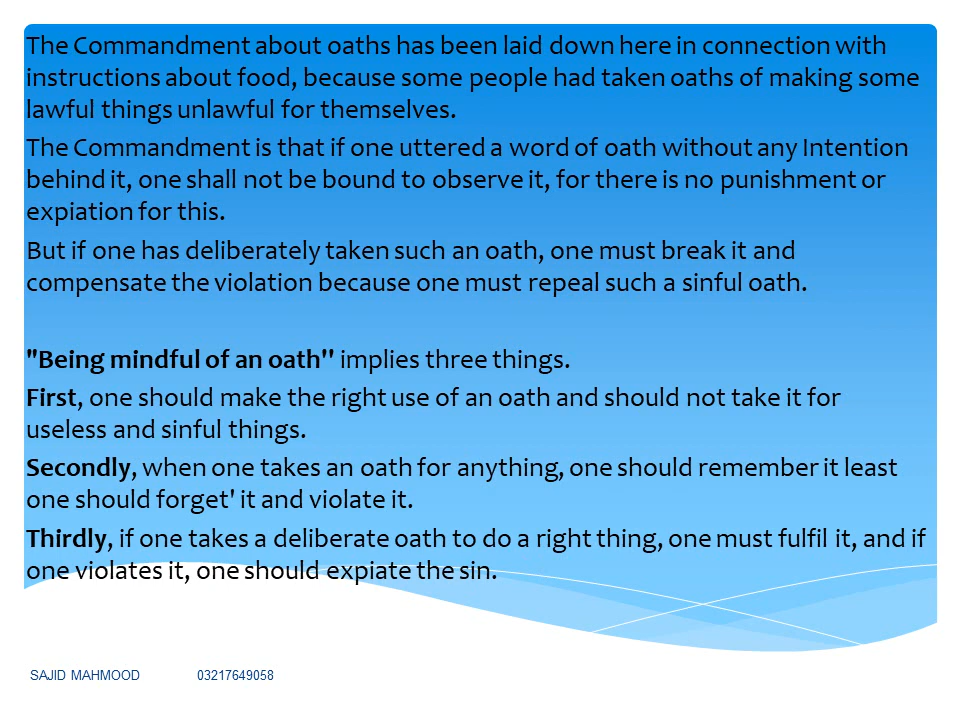 The Commandment about oaths has been laid down here in connection with
instructions about food, because some people had taken oaths of making some
lawful things unlawful for themselves.
The Commandment is that if one uttered a word of oath without any Intention
behind it, one shall not be bound to observe it, for there is no punishment or
expiation for this.
But if one has deliberately taken such an oath, one must break it and
compensate the violation because one must repeal such a sinful oath.
"Being mindful of an oath'' implies three things.
First, one should make the right use of an oath and should not take it for
useless and sinful things.
Secondly, when one takes an oath for anything, one should remember it least
one should forget' it and violate it.
Thirdly, if one takes a deliberate oath to do a right thing, one must fulfil it, and if
one violates it, one should expiate the sin.
SAJID MAHMOOD 03217649058